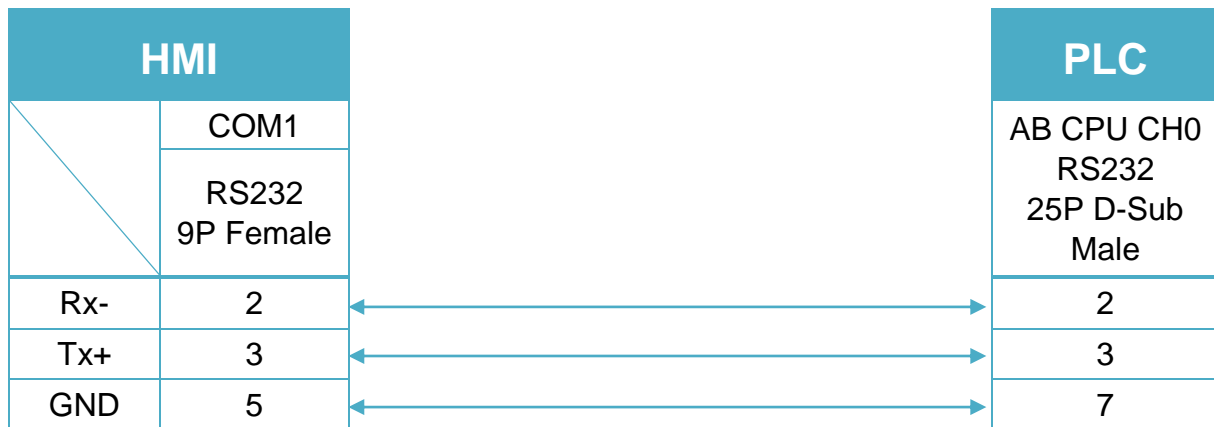 HMI
PLC
COM1
RS232
9P Female
AB CPU CH0
RS232
25P D-Sub
Male
Rx- 2 2
Tx+ 3 3
GND 5 7